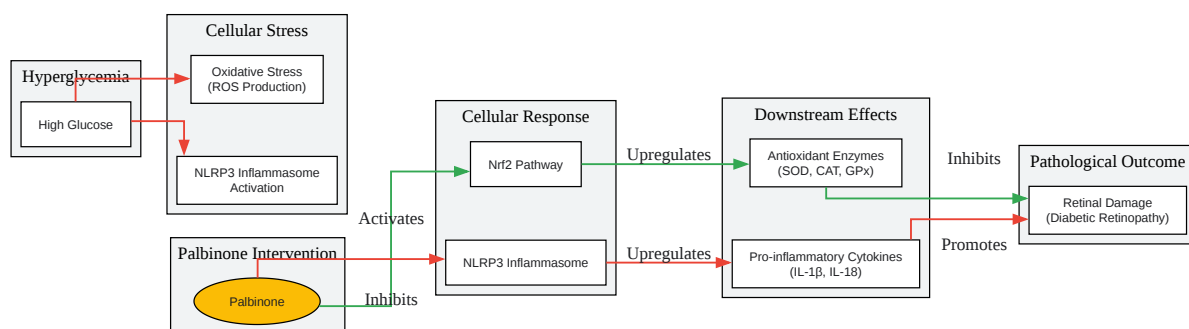 Hyperglycemia
High Glucose
Cellular Stress
Oxidative Stress
(ROS Production)
NLRP3 Inflammasome
Activation
Palbinone Intervention
Palbinone
Activates
Inhibits
Cellular Response
Nrf2 Pathway
NLRP3 Inflammasome
Upregulates
Upregulates
Downstream Effects
Antioxidant Enzymes
(SOD, CAT, GPx)
Pro-inflammatory Cytokines
(IL-1β, IL-18)
Inhibits
Promotes
Pathological Outcome
Retinal Damage
(Diabetic Retinopathy)